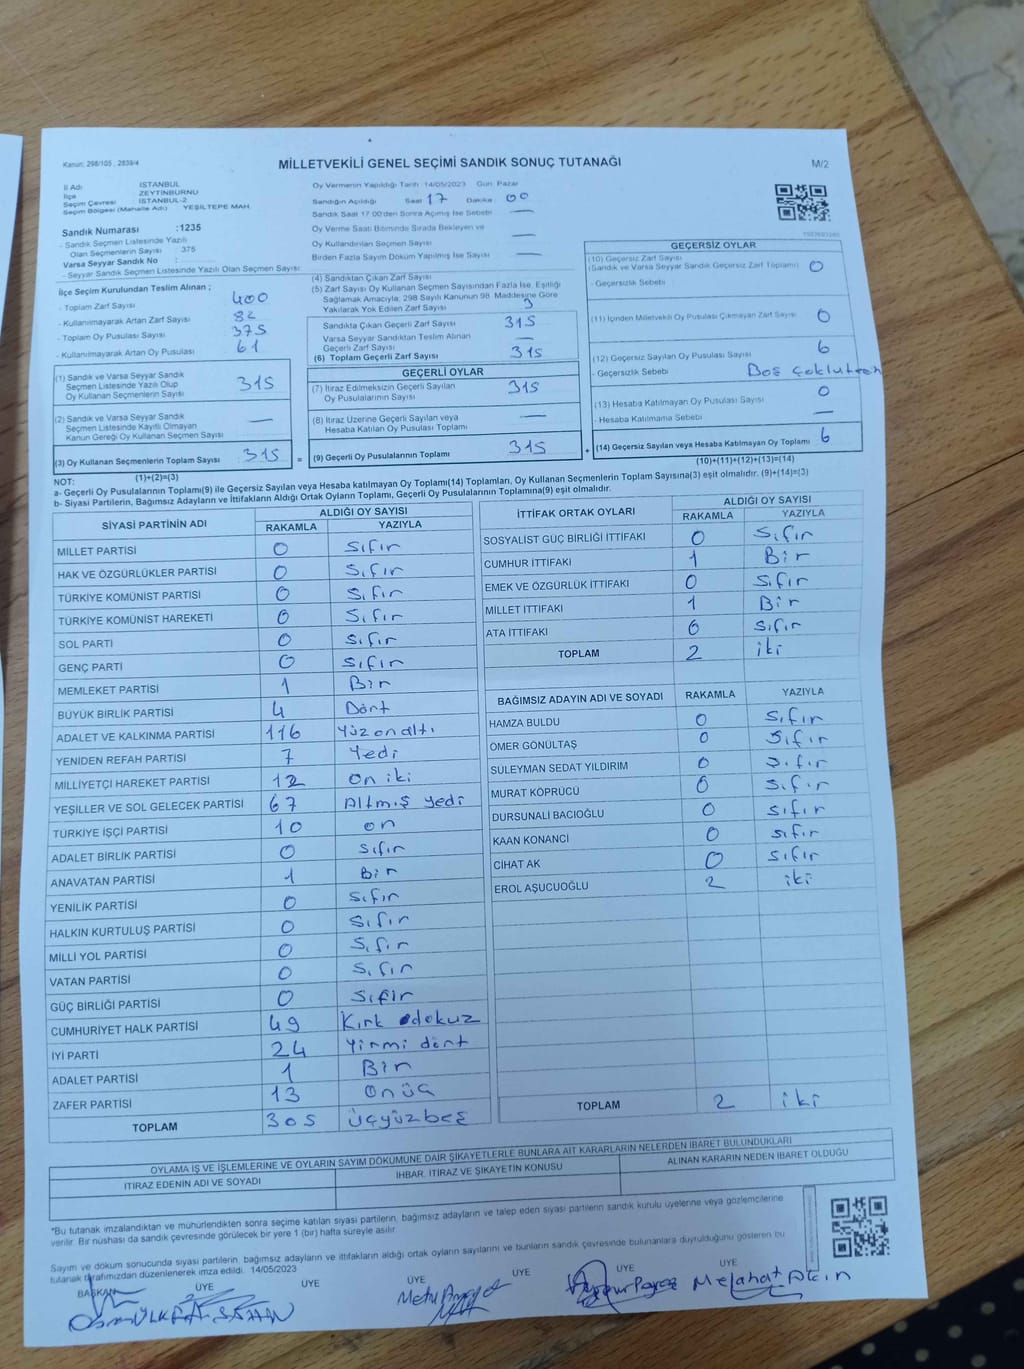 Kanun: 298/105 , 2839/4
MİLLETVEKİLİ GENEL SEÇİMİ SANDIK SONUÇ TUTANAĞI
M/2
İl Adı İSTANBUL
İlçe ZEYTİNBURNU
Seçim Çevresi : İSTANBUL-2
Seçim Bölgesi (Mahalle Adı) YEŞİLTEPE MAH.
Sandık Numarası :1235
- Sandık Seçmen Listesinde Yazılı
Olan Seçmenlerin Sayısı : 375
Varsa Seyyar Sandık No :
- Seyyar Sandık Seçmen Listesinde Yazılı Olan Seçmen Sayısı:
İlçe Seçim Kurulundan Teslim Alınan ;
- Toplam Zarf Sayısı 400
- Kullanılmayarak Artan Zarf Sayısı 82
- Toplam Oy Pusulası Sayısı 375
- Kullanılmayarak Artan Oy Pusulası 61
(1) Sandık ve Varsa Seyyar Sandık
Seçmen Listesinde Yazılı Olup
Oy Kullanan Seçmenlerin Sayısı 315
(2) Sandık ve Varsa Seyyar Sandık
Seçmen Listesinde Kayıtlı Olmayan
Kanun Gereği Oy Kullanan Seçmen Sayısı —
(3) Oy Kullanan Seçmenlerin Toplam Sayısı 315 =
(1)+(2)=(3)
Oy Vermenin Yapıldığı Tarih 14/05/2023 Gün Pazar
Sandığın Açıldığı Saat 17 Dakika 00
Sandık Saat 17.00'den Sonra Açılmış İse Sebebi —
Oy Verme Saati Bitiminde Sırada Bekleyen ve
Oy Kullandırılan Seçmen Sayısı —
Birden Fazla Sayım Döküm Yapılmış İse Sayısı —
(4) Sandıktan Çıkan Zarf Sayısı
(5) Zarf Sayısı Oy Kullanan Seçmen Sayısından Fazla İse, Eşitliği
Sağlamak Amacıyla, 298 Sayılı Kanunun 98. Maddesine Göre
Yakılarak Yok Edilen Zarf Sayısı 3
Sandıkta Çıkan Geçerli Zarf Sayısı 315
Varsa Seyyar Sandıktan Teslim Alınan
Geçerli Zarf Sayısı —
(6) Toplam Geçerli Zarf Sayısı 315
GEÇERLİ OYLAR
(7) İtiraz Edilmeksizin Geçerli Sayılan
Oy Pusulalarının Sayısı 315
(8) İtiraz Üzerine Geçerli Sayılan veya
Hesaba Katılan Oy Pusulası Toplamı —
(9) Geçerli Oy Pusulalarının Toplamı 315 +
GEÇERSİZ OYLAR
(10) Geçersiz Zarf Sayısı
(Sandık ve Varsa Seyyar Sandık Geçersiz Zarf Toplamı) 0
- Geçersizlik Sebebi
(11) İçinden Milletvekili Oy Pusulası Çıkmayan Zarf Sayısı 0
(12) Geçersiz Sayılan Oy Pusulası Sayısı 6
- Geçersizlik Sebebi Boş
(13) Hesaba Katılmayan Oy Pusulası Sayısı 0
- Hesaba Katılmama Sebebi —
(14) Geçersiz Sayılan veya Hesaba Katılmayan Oy Toplamı 6
(10)+(11)+(12)+(13)=(14)
NOT:
a- Geçerli Oy Pusulalarının Toplamı(9) ile Geçersiz Sayılan veya Hesaba katılmayan Oy Toplamı(14) Toplamları, Oy Kullanan Seçmenlerin Toplam Sayısına(3) eşit olmalıdır. (9)+(14)=(3)
b- Siyasi Partilerin, Bağımsız Adayların ve İttifakların Aldığı Ortak Oyların Toplamı, Geçerli Oy Pusulalarının Toplamına(9) eşit olmalıdır.
SİYASİ PARTİNİN ADI ALDIĞI OY SAYISI
RAKAMLA YAZIYLA
MİLLET PARTİSİ 0 sıfır
HAK VE ÖZGÜRLÜKLER PARTİSİ 0 sıfır
TÜRKİYE KOMÜNİST PARTİSİ 0 sıfır
TÜRKİYE KOMÜNİST HAREKETİ 0 sıfır
SOL PARTİ 0 sıfır
GENÇ PARTİ 0 sıfır
MEMLEKET PARTİSİ 1 Bir
BÜYÜK BİRLİK PARTİSİ 4 Dört
ADALET VE KALKINMA PARTİSİ 116 Yüzonaltı
YENİDEN REFAH PARTİSİ 7 Yedi
MİLLİYETÇİ HAREKET PARTİSİ 12 on iki
YEŞİLLER VE SOL GELECEK PARTİSİ 67 Altmış yedi
TÜRKİYE İŞÇİ PARTİSİ 10 on
ADALET BİRLİK PARTİSİ 0 sıfır
ANAVATAN PARTİSİ 1 Bir
YENİLİK PARTİSİ 0 sıfır
HALKIN KURTULUŞ PARTİSİ 0 sıfır
MİLLİ YOL PARTİSİ 0 sıfır
VATAN PARTİSİ 0 sıfır
GÜÇ BİRLİĞİ PARTİSİ 0 sıfır
CUMHURİYET HALK PARTİSİ 49 Kırk dokuz
İYİ PARTİ 24 Yirmi dört
ADALET PARTİSİ 1 Bir
ZAFER PARTİSİ 13 Onüç
TOPLAM 305 üçyüzbeş
İTTİFAK ORTAK OYLARI ALDIĞI OY SAYISI
RAKAMLA YAZIYLA
SOSYALİST GÜÇ BİRLİĞİ İTTİFAKI 0 sıfır
CUMHUR İTTİFAKI 1 Bir
EMEK VE ÖZGÜRLÜK İTTİFAKI 0 sıfır
MİLLET İTTİFAKI 1 Bir
ATA İTTİFAKI 0 sıfır
TOPLAM 2 iki
BAĞIMSIZ ADAYIN ADI VE SOYADI RAKAMLA YAZIYLA
HAMZA BULDU 0 sıfır
ÖMER GÖNÜLTAŞ 0 sıfır
SÜLEYMAN SEDAT YILDIRIM 0 sıfır
MURAT KÖPRÜCÜ 0 sıfır
DURSUNALİ BACIOĞLU 0 sıfır
KAAN KONANCİ 0 sıfır
CİHAT AK 0 sıfır
EROL AŞUCUOĞLU 2 iki
TOPLAM 2 iki
OYLAMA İŞ VE İŞLEMLERİNE VE OYLARIN SAYIM DÖKÜMÜNE DAİR ŞİKAYETLERLE BUNLARA AİT KARARLARIN NELERDEN İBARET BULUNDUKLARI
İTİRAZ EDENİN ADI VE SOYADI İHBAR, İTİRAZ VE ŞİKAYETİN KONUSU ALINAN KARARIN NEDEN İBARET OLDUĞU
*Bu tutanak imzalandıktan ve mühürlendikten sonra seçime katılan siyasi partilerin, bağımsız adayların ve talep eden siyasi partilerin sandık kurulu üyelerine veya gözlemcilerine
verilir. Bir nüshası da sandık çevresinde görülecek bir yere 1 (bir) hafta süreyle asılır.
Sayım ve döküm sonucunda siyasi partilerin, bağımsız adayların ve ittifakların aldığı ortak oyların sayılarını ve bunların sandık çevresinde bulunanlara duyrulduğunu gösteren bu
tutanak tarafımızdan düzenlenerek imza edildi. 14/05/2023
BAŞKAN ÜYE ÜYE ÜYE ÜYE ÜYE ÜYE
Melahat